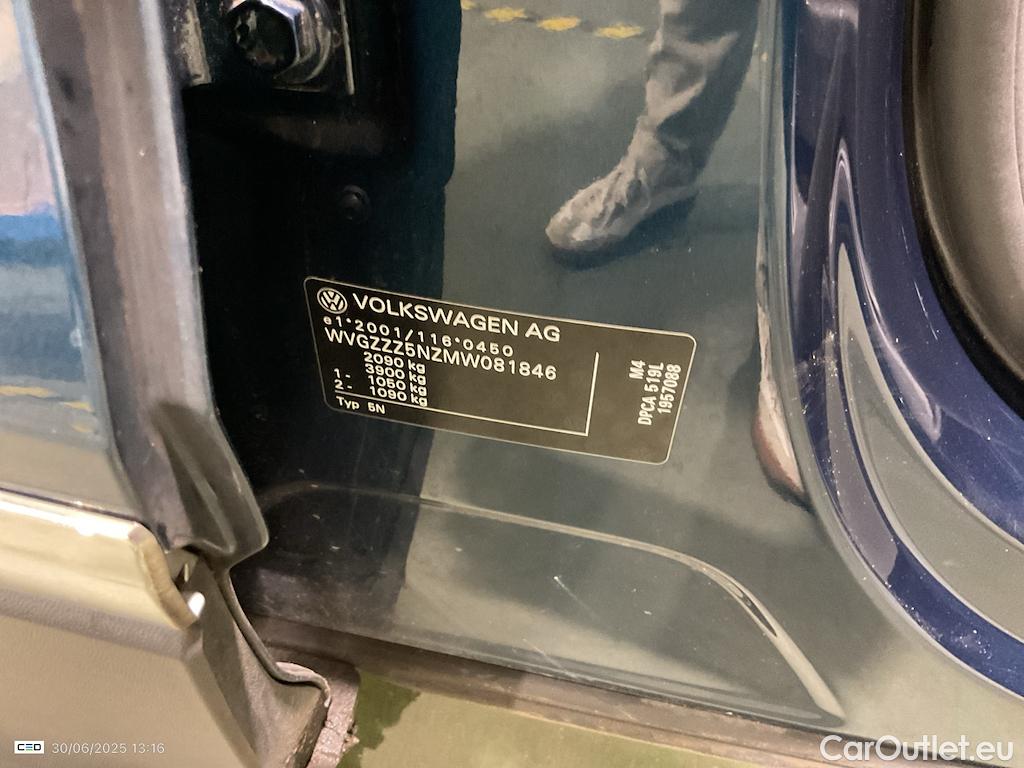 VOLKSWAGEN AG
e1*2001/116*0450
WVGZZZ5NZMW081846
2090 kg
3900 kg
1- 1050 kg
2- 1090 kg
Typ 5N
M4
DPCA 519L
1957088
CEO 30/06/2025 13:16
CarOutlet.eu